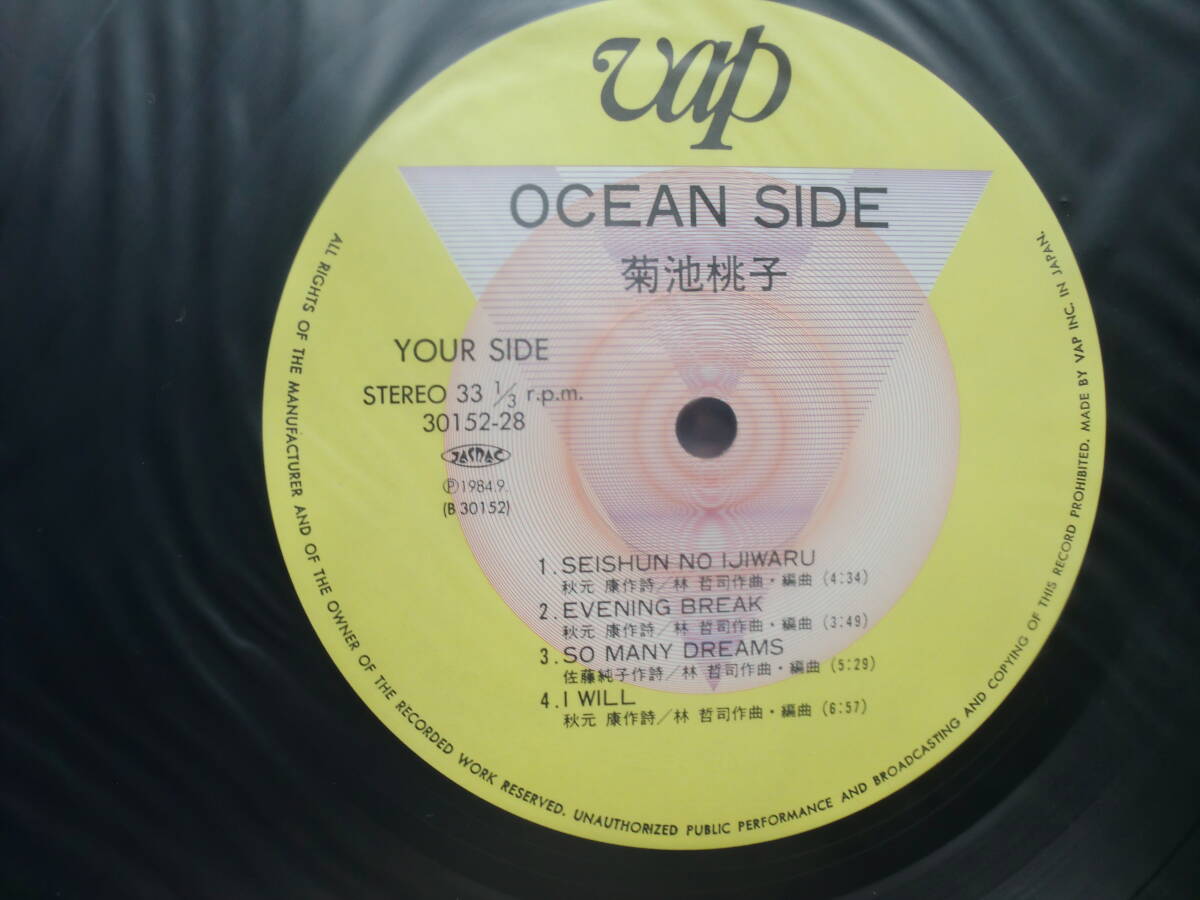 vap
OCEAN SIDE
菊池桃子
YOUR SIDE
STEREO 33 1/3 r.p.m.
30152-28
JASRAC
Ⓟ1984.9.
(B 30152)
1. SEISHUN NO IJIWARU
秋元 康作詩/林 哲司作曲・編曲 (4:34)
2. EVENING BREAK
秋元 康作詩/林 哲司作曲・編曲 (3:49)
3. SO MANY DREAMS
佐藤純子作詩/林 哲司作曲・編曲 (5:29)
4. I WILL
秋元 康作詩/林 哲司作曲・編曲 (6:57)
ALL RIGHTS OF THE MANUFACTURER AND OF THE OWNER OF THE RECORDED WORK RESERVED. UNAUTHORIZED PUBLIC PERFORMANCE AND BROADCASTING AND COPYING OF THIS RECORD PROHIBITED. MADE BY VAP INC. IN JAPAN.